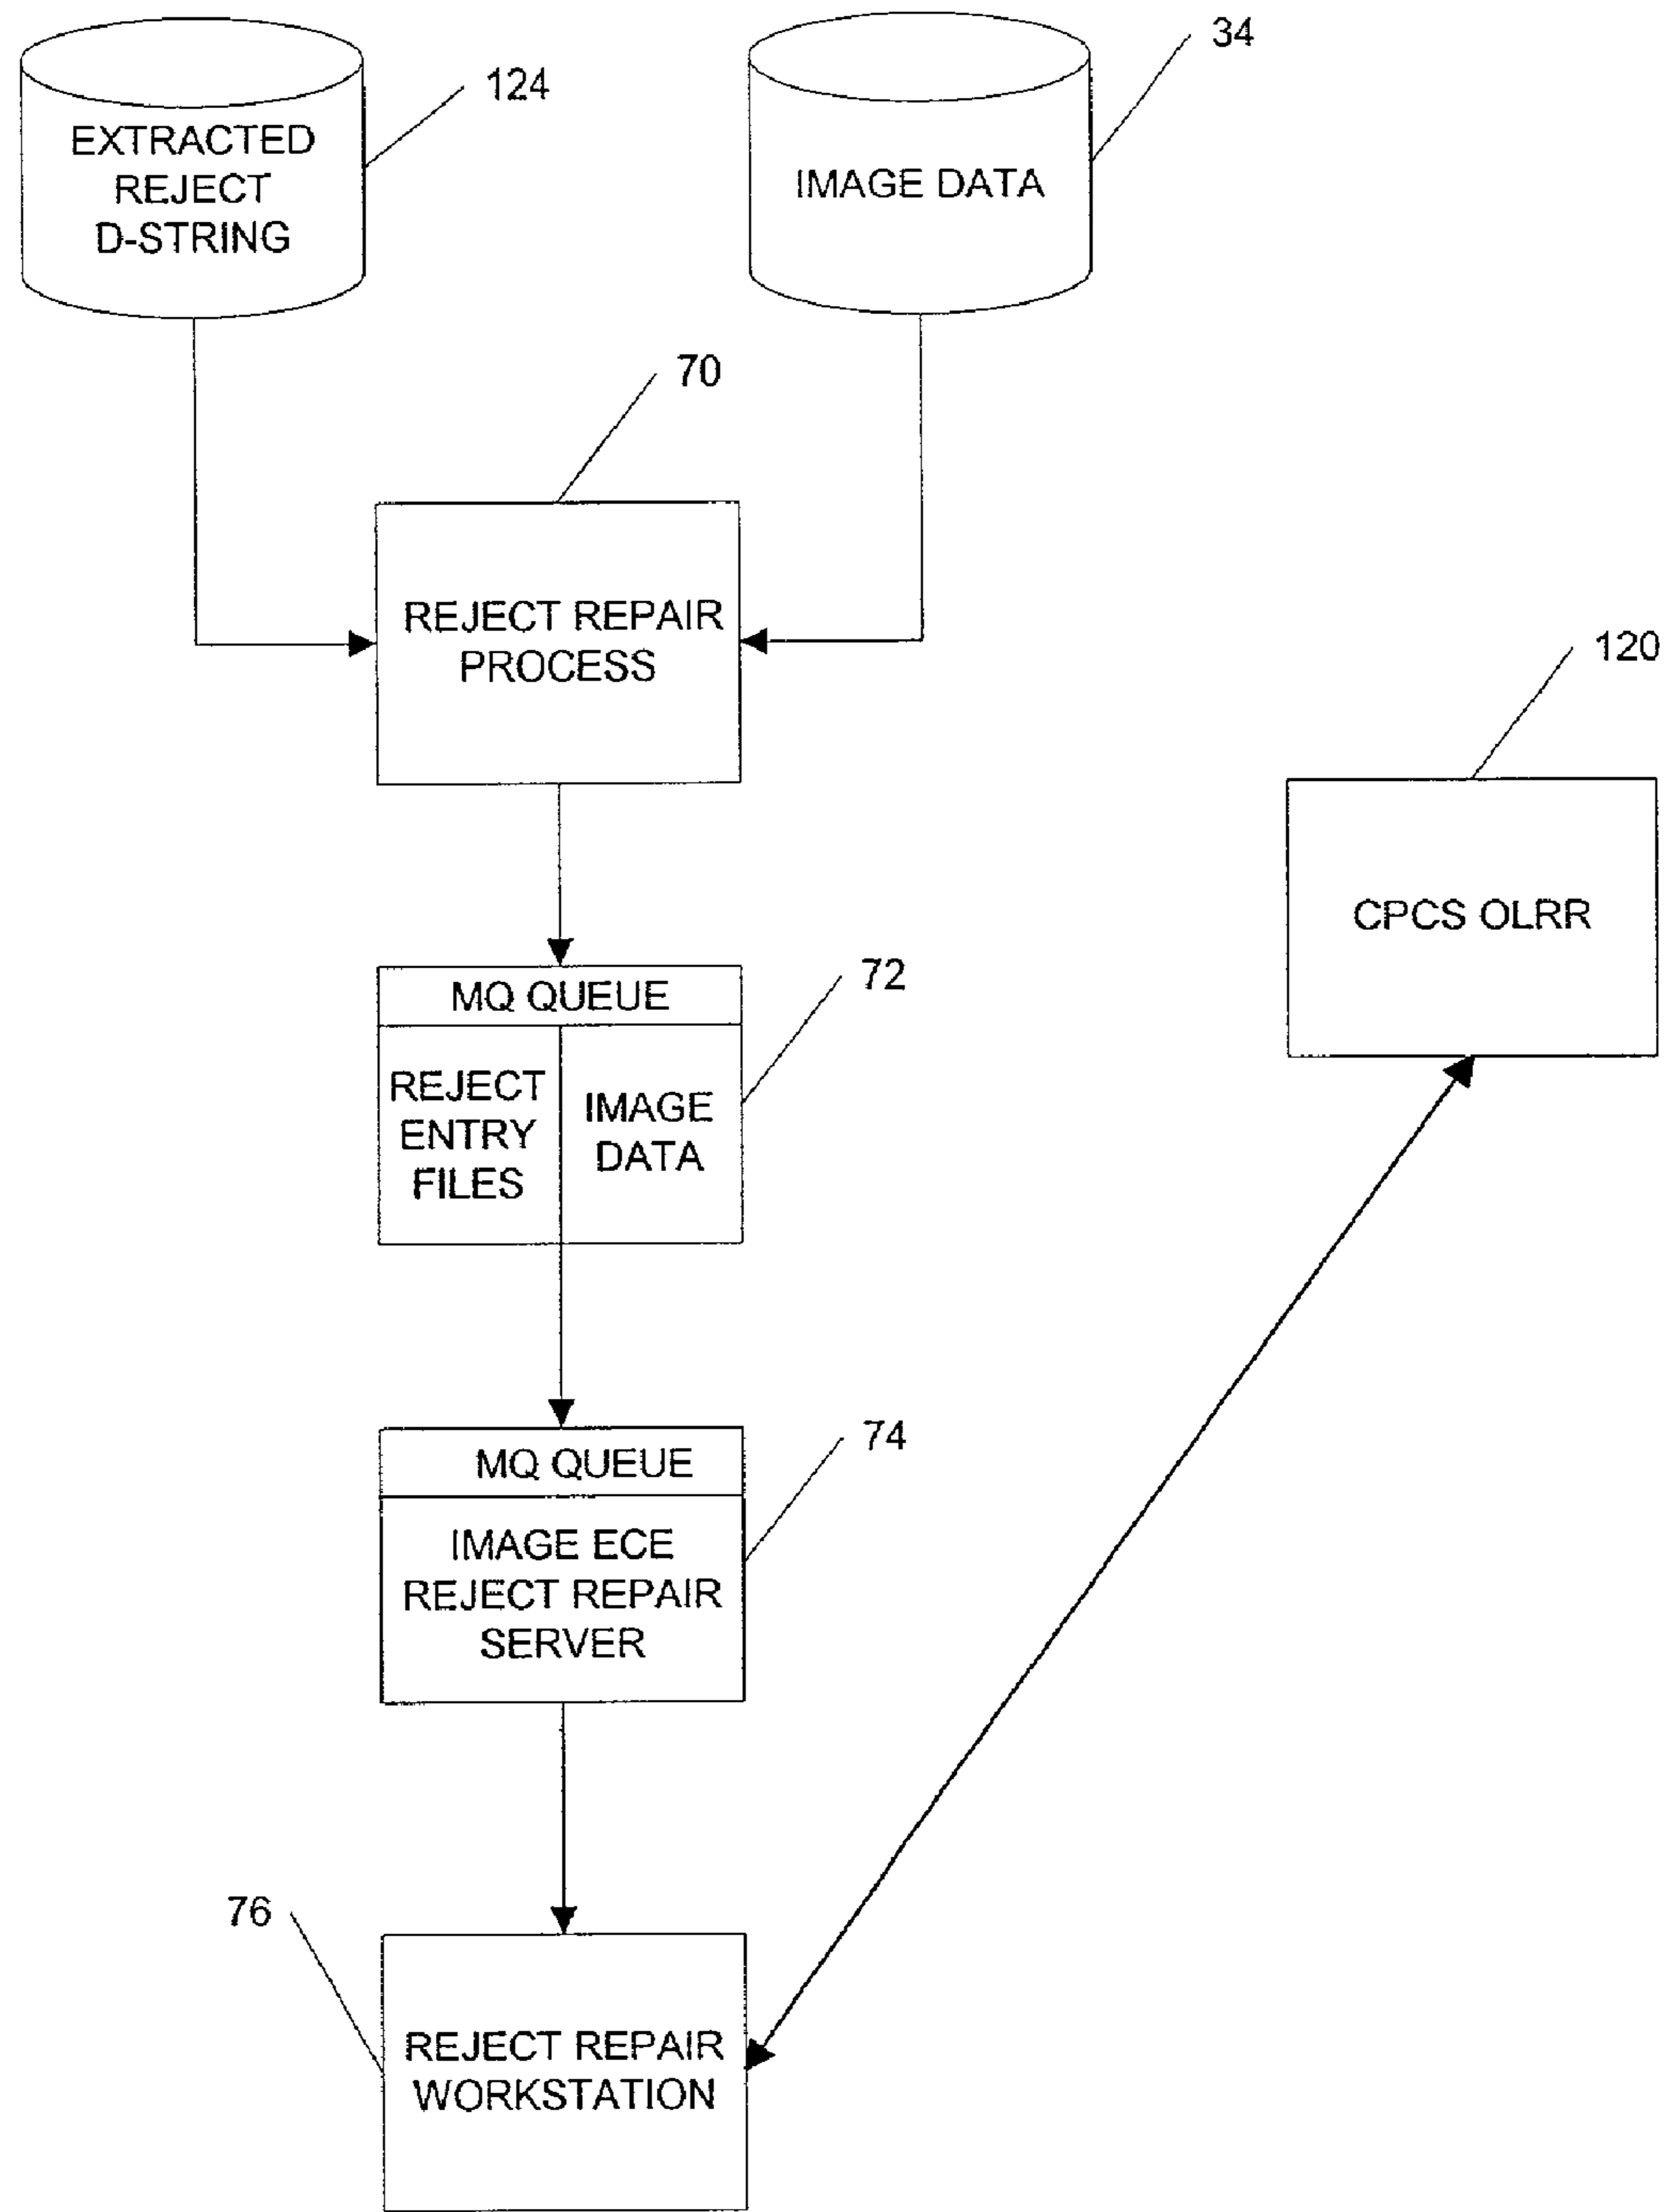 34
124
EXTRACTED
REJECT
D-STRING
IMAGE DATA
70
REJECT REPAIR
PROCESS
120
CPCS OLRR
72
MQ QUEUE
REJECT
ENTRY
FILES
IMAGE
DATA
74
MQ QUEUE
IMAGE ECE
REJECT REPAIR
SERVER
76
REJECT REPAIR
WORKSTATION